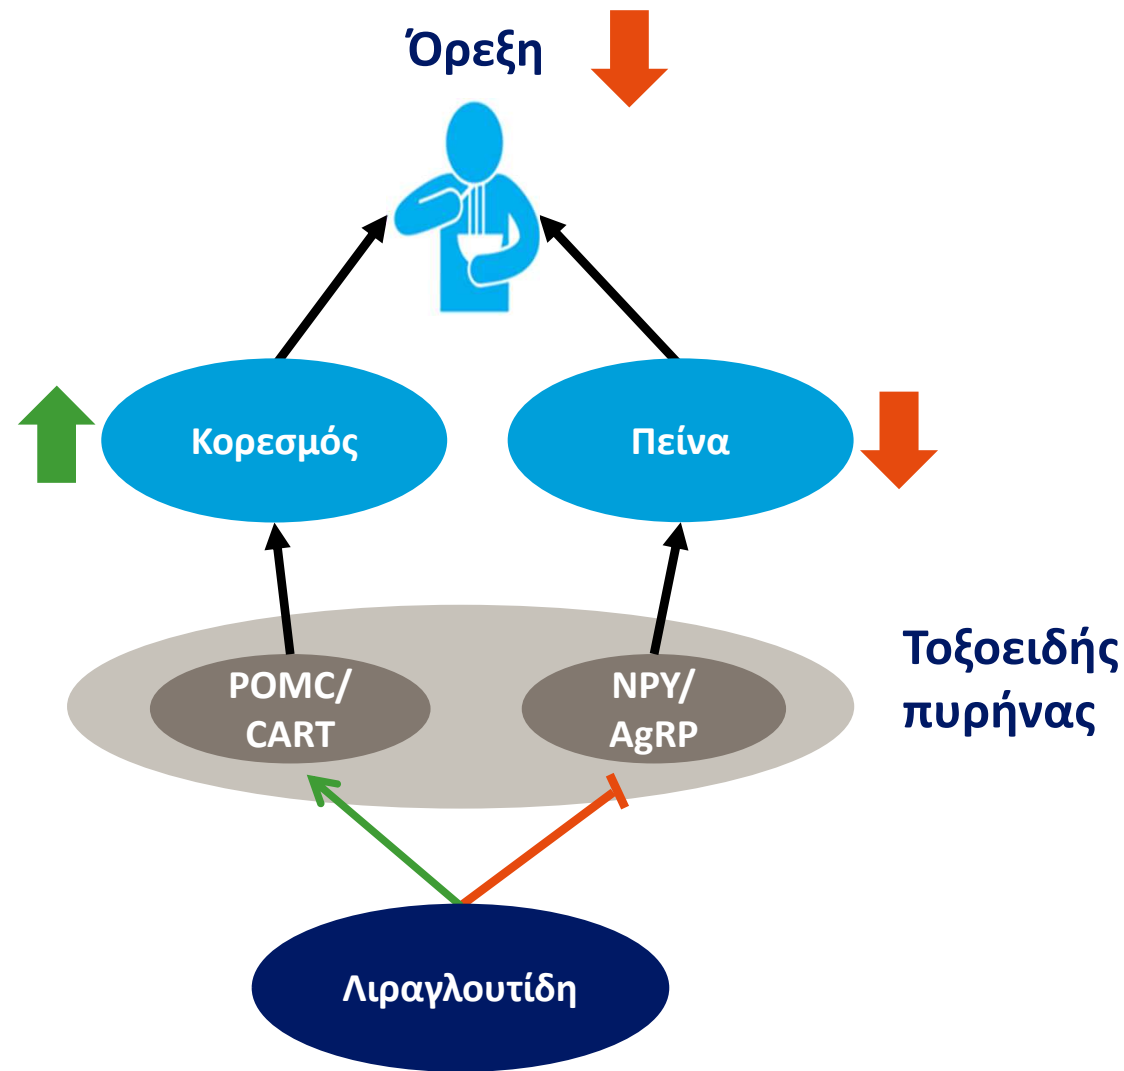 Όρεξη
Κορεσμός
Πείνα
POMC/
CART
NPY/
AgRP
Τοξοειδής
πυρήνας
Λιραγλουτίδη